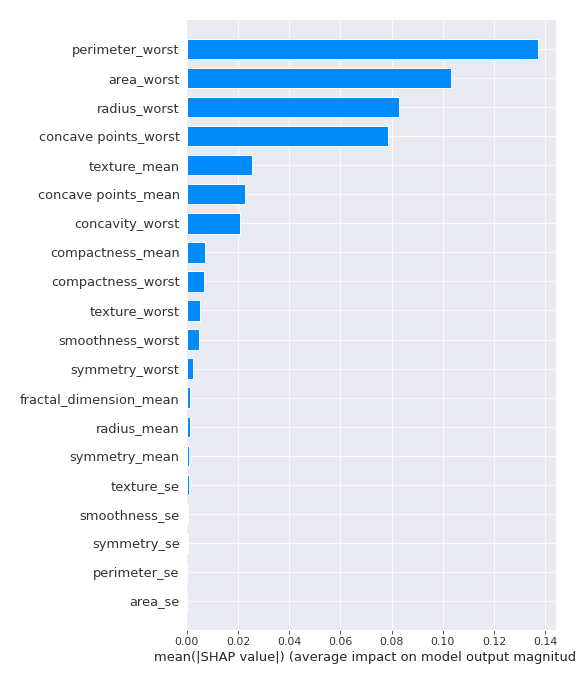 perimeter_worst
area_worst
radius_worst
concave points_worst
texture_mean
concave points_mean
concavity_worst
compactness_mean
compactness_worst
texture_worst
smoothness_worst
symmetry_worst
fractal_dimension_mean
radius_mean
symmetry_mean
texture_se
smoothness_se
symmetry_se
perimeter_se
area_se
0.00 0.02 0.04 0.06 0.08 0.10 0.12 0.14
mean(|SHAP value|) (average impact on model output magnitud